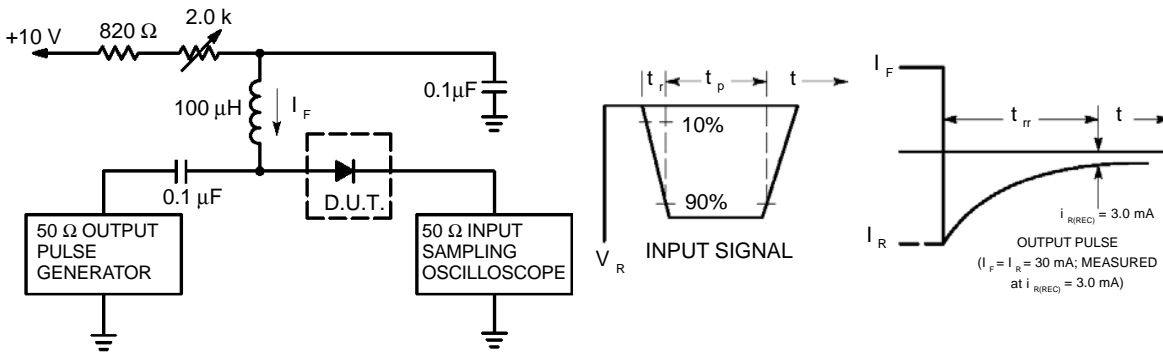 +10 V
820 Ω
2.0 k
100 μH
I F
0.1μF
0.1 μF
D.U.T.
50 Ω OUTPUT
PULSE
GENERATOR
50 Ω INPUT
SAMPLING
OSCILLOSCOPE
t r
t p
t
10%
90%
V R
INPUT SIGNAL
I F
t rr
t
i R(REC) = 3.0 mA
I R
OUTPUT PULSE
(I F = I R = 30 mA; MEASURED
at i R(REC) = 3.0 mA)